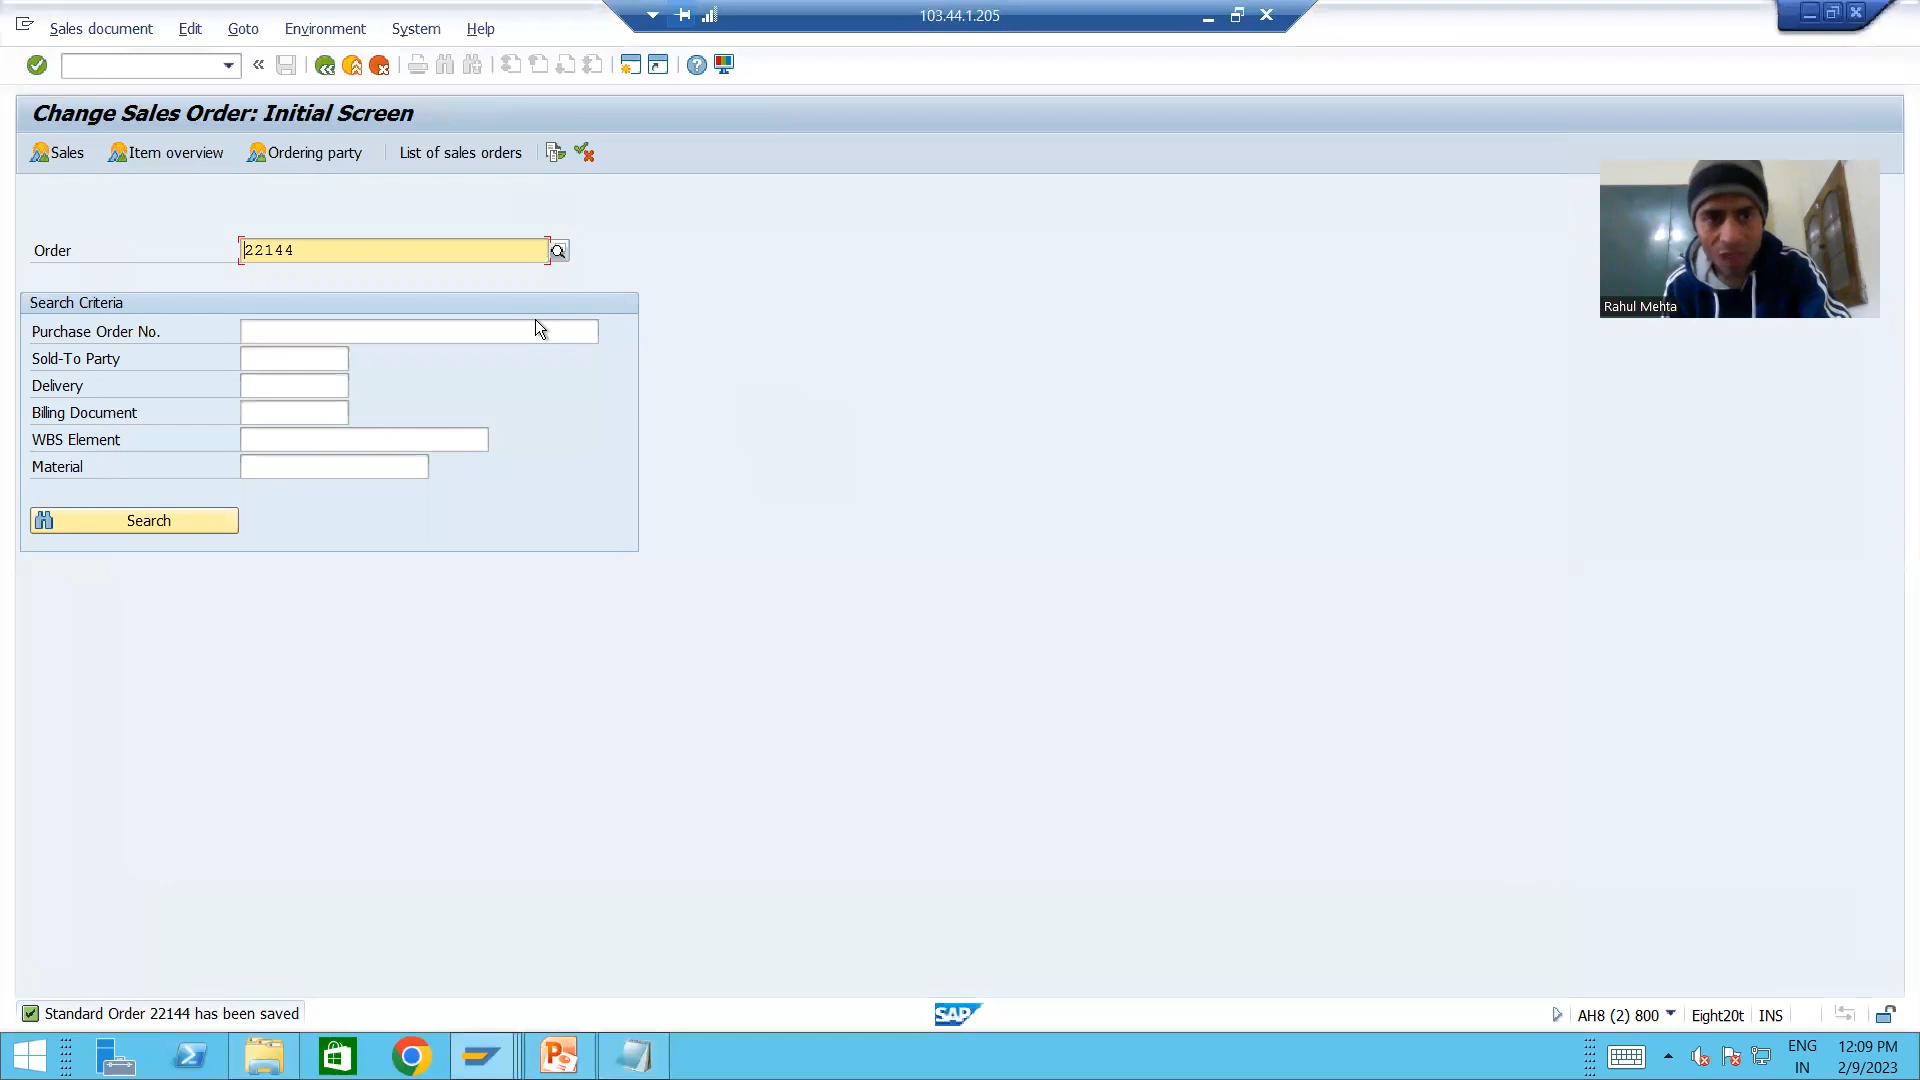 Sales document Edit Goto Environment System Help
103.44.1.205
Change Sales Order: Initial Screen
Sales Item overview Ordering party List of sales orders
Order 22144
Search Criteria
Purchase Order No.
Sold-To Party
Delivery
Billing Document
WBS Element
Material
Search
Rahul Mehta
Standard Order 22144 has been saved
SAP
AH8 (2) 800 Eight20t INS
ENG 12:09 PM
IN 2/9/2023